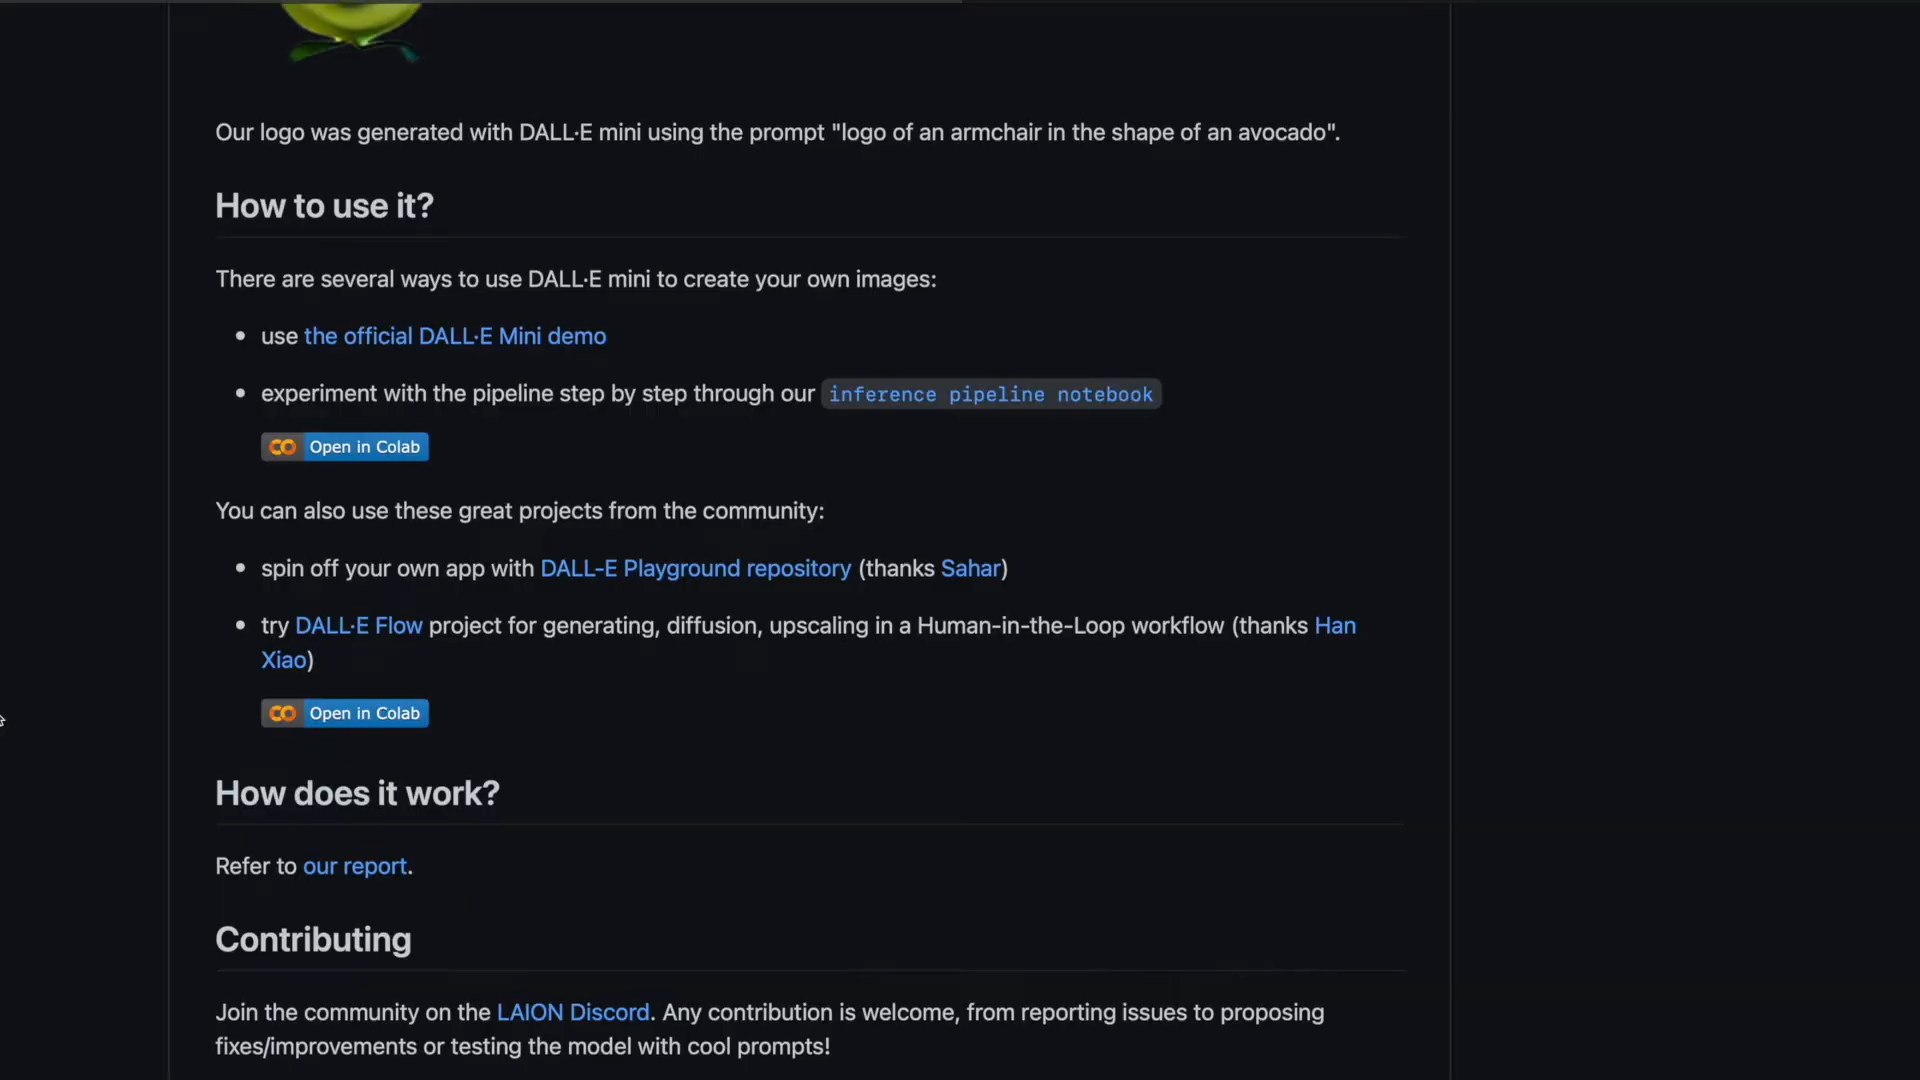 Our logo was generated with DALL·E mini using the prompt "logo of an armchair in the shape of an avocado".
How to use it?
There are several ways to use DALL·E mini to create your own images:
• use the official DALL·E Mini demo
• experiment with the pipeline step by step through our inference pipeline notebook
Open in Colab
You can also use these great projects from the community:
• spin off your own app with DALL-E Playground repository (thanks Sahar)
• try DALL·E Flow project for generating, diffusion, upscaling in a Human-in-the-Loop workflow (thanks Han
Xiao)
Open in Colab
How does it work?
Refer to our report.
Contributing
Join the community on the LAION Discord. Any contribution is welcome, from reporting issues to proposing
fixes/improvements or testing the model with cool prompts!